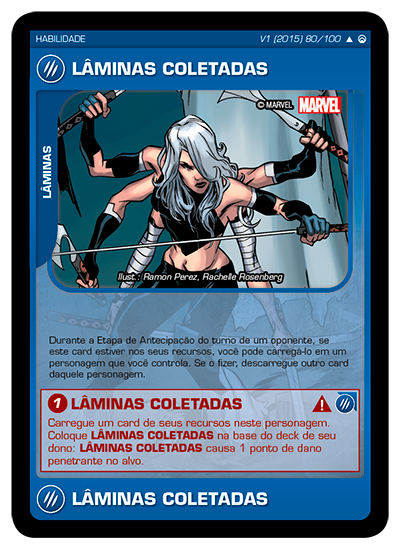 HABILIDADE
V1 (2015) 80/100
LÂMINAS COLETADAS
© MARVEL
MARVEL
LÂMINAS
Ilust.: Ramon Perez, Rachelle Rosenberg
Durante a Etapa de Antecipacão do turno de um oponente, se
este card estiver nos seus recursos, você pode carregá-lo em um
personagem que você controla. Se o fizer, descarregue outro card
daquele personagem.
1 LÂMINAS COLETADAS
Carregue um card de seus recursos neste personagem.
Coloque LÂMINAS COLETADAS na base do deck de seu
dono: LÂMINAS COLETADAS causa 1 ponto de dano
penetrante no alvo.
LÂMINAS COLETADAS